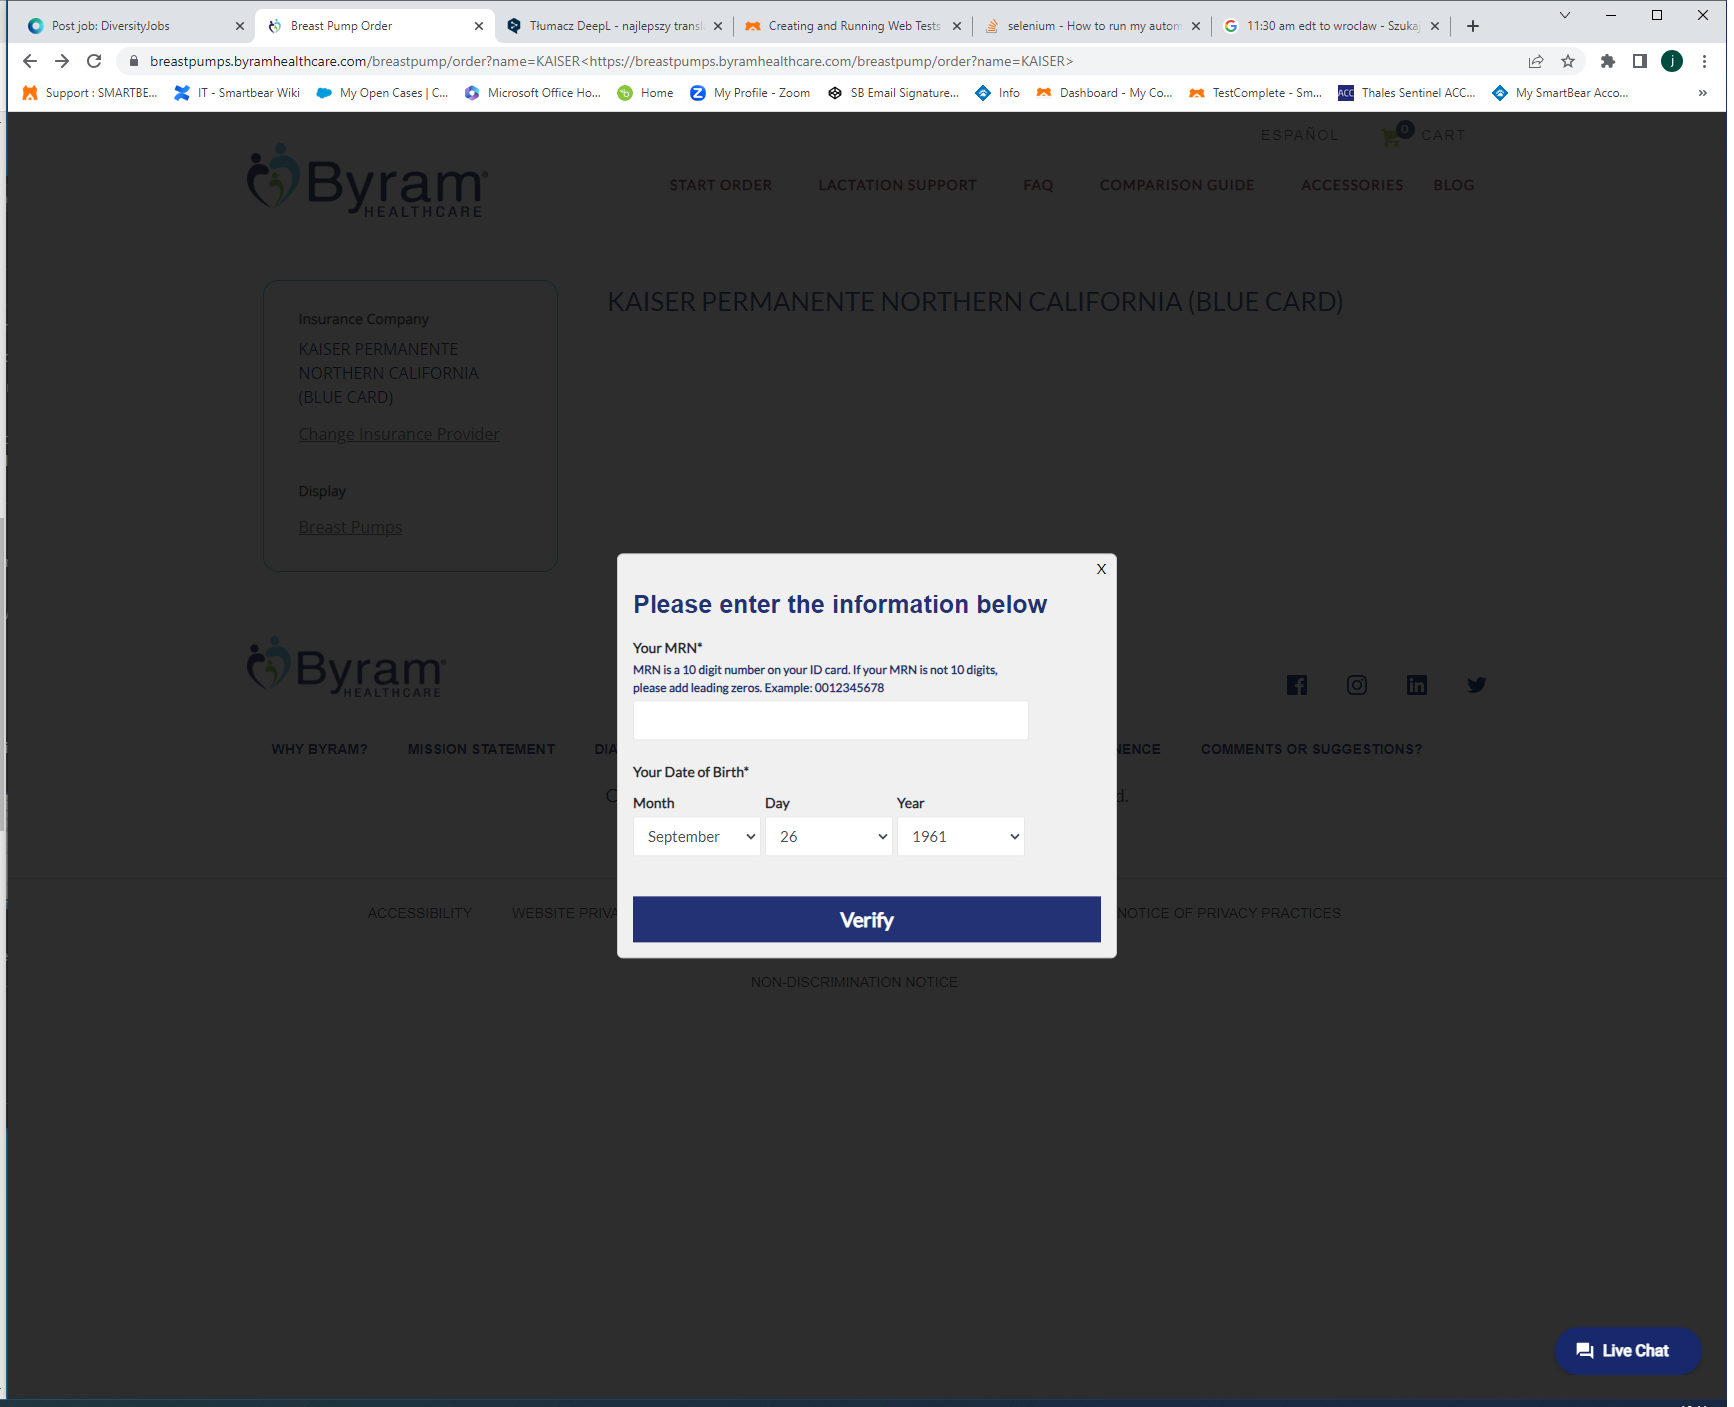 Post job: DiversityJobs
Breast Pump Order
Tłumacz DeepL - najlepszy transl
Creating and Running Web Tests
selenium - How to run my autom
11:30 am edt to wroclaw - Szukaj
breastpumps.byramhealthcare.com/breastpump/order?name=KAISER<https://breastpumps.byramhealthcare.com/breastpump/order?name=KAISER>
j
Support : SMARTBE...
IT - Smartbear Wiki
My Open Cases | C...
Microsoft Office Ho...
Home
My Profile - Zoom
SB Email Signature...
Info
Dashboard - My Co...
TestComplete - Sm...
ACC
Thales Sentinel ACC...
My SmartBear Acco...
»
ESPAÑOL
0
CART
Byram
HEALTHCARE
START ORDER
LACTATION SUPPORT
FAQ
COMPARISON GUIDE
ACCESSORIES
BLOG
Insurance Company
KAISER PERMANENTE
NORTHERN CALIFORNIA
(BLUE CARD)
Change Insurance Provider
Display
Breast Pumps
KAISER PERMANENTE NORTHERN CALIFORNIA (BLUE CARD)
X
Please enter the information below
Your MRN*
MRN is a 10 digit number on your ID card. If your MRN is not 10 digits,
please add leading zeros. Example: 0012345678
Your Date of Birth*
Month Day Year
September 26 1961
Verify
Byram
HEALTHCARE
WHY BYRAM?
MISSION STATEMENT
DIA
NENCE
COMMENTS OR SUGGESTIONS?
C
d.
ACCESSIBILITY
WEBSITE PRIVA
NOTICE OF PRIVACY PRACTICES
NON-DISCRIMINATION NOTICE
Live Chat